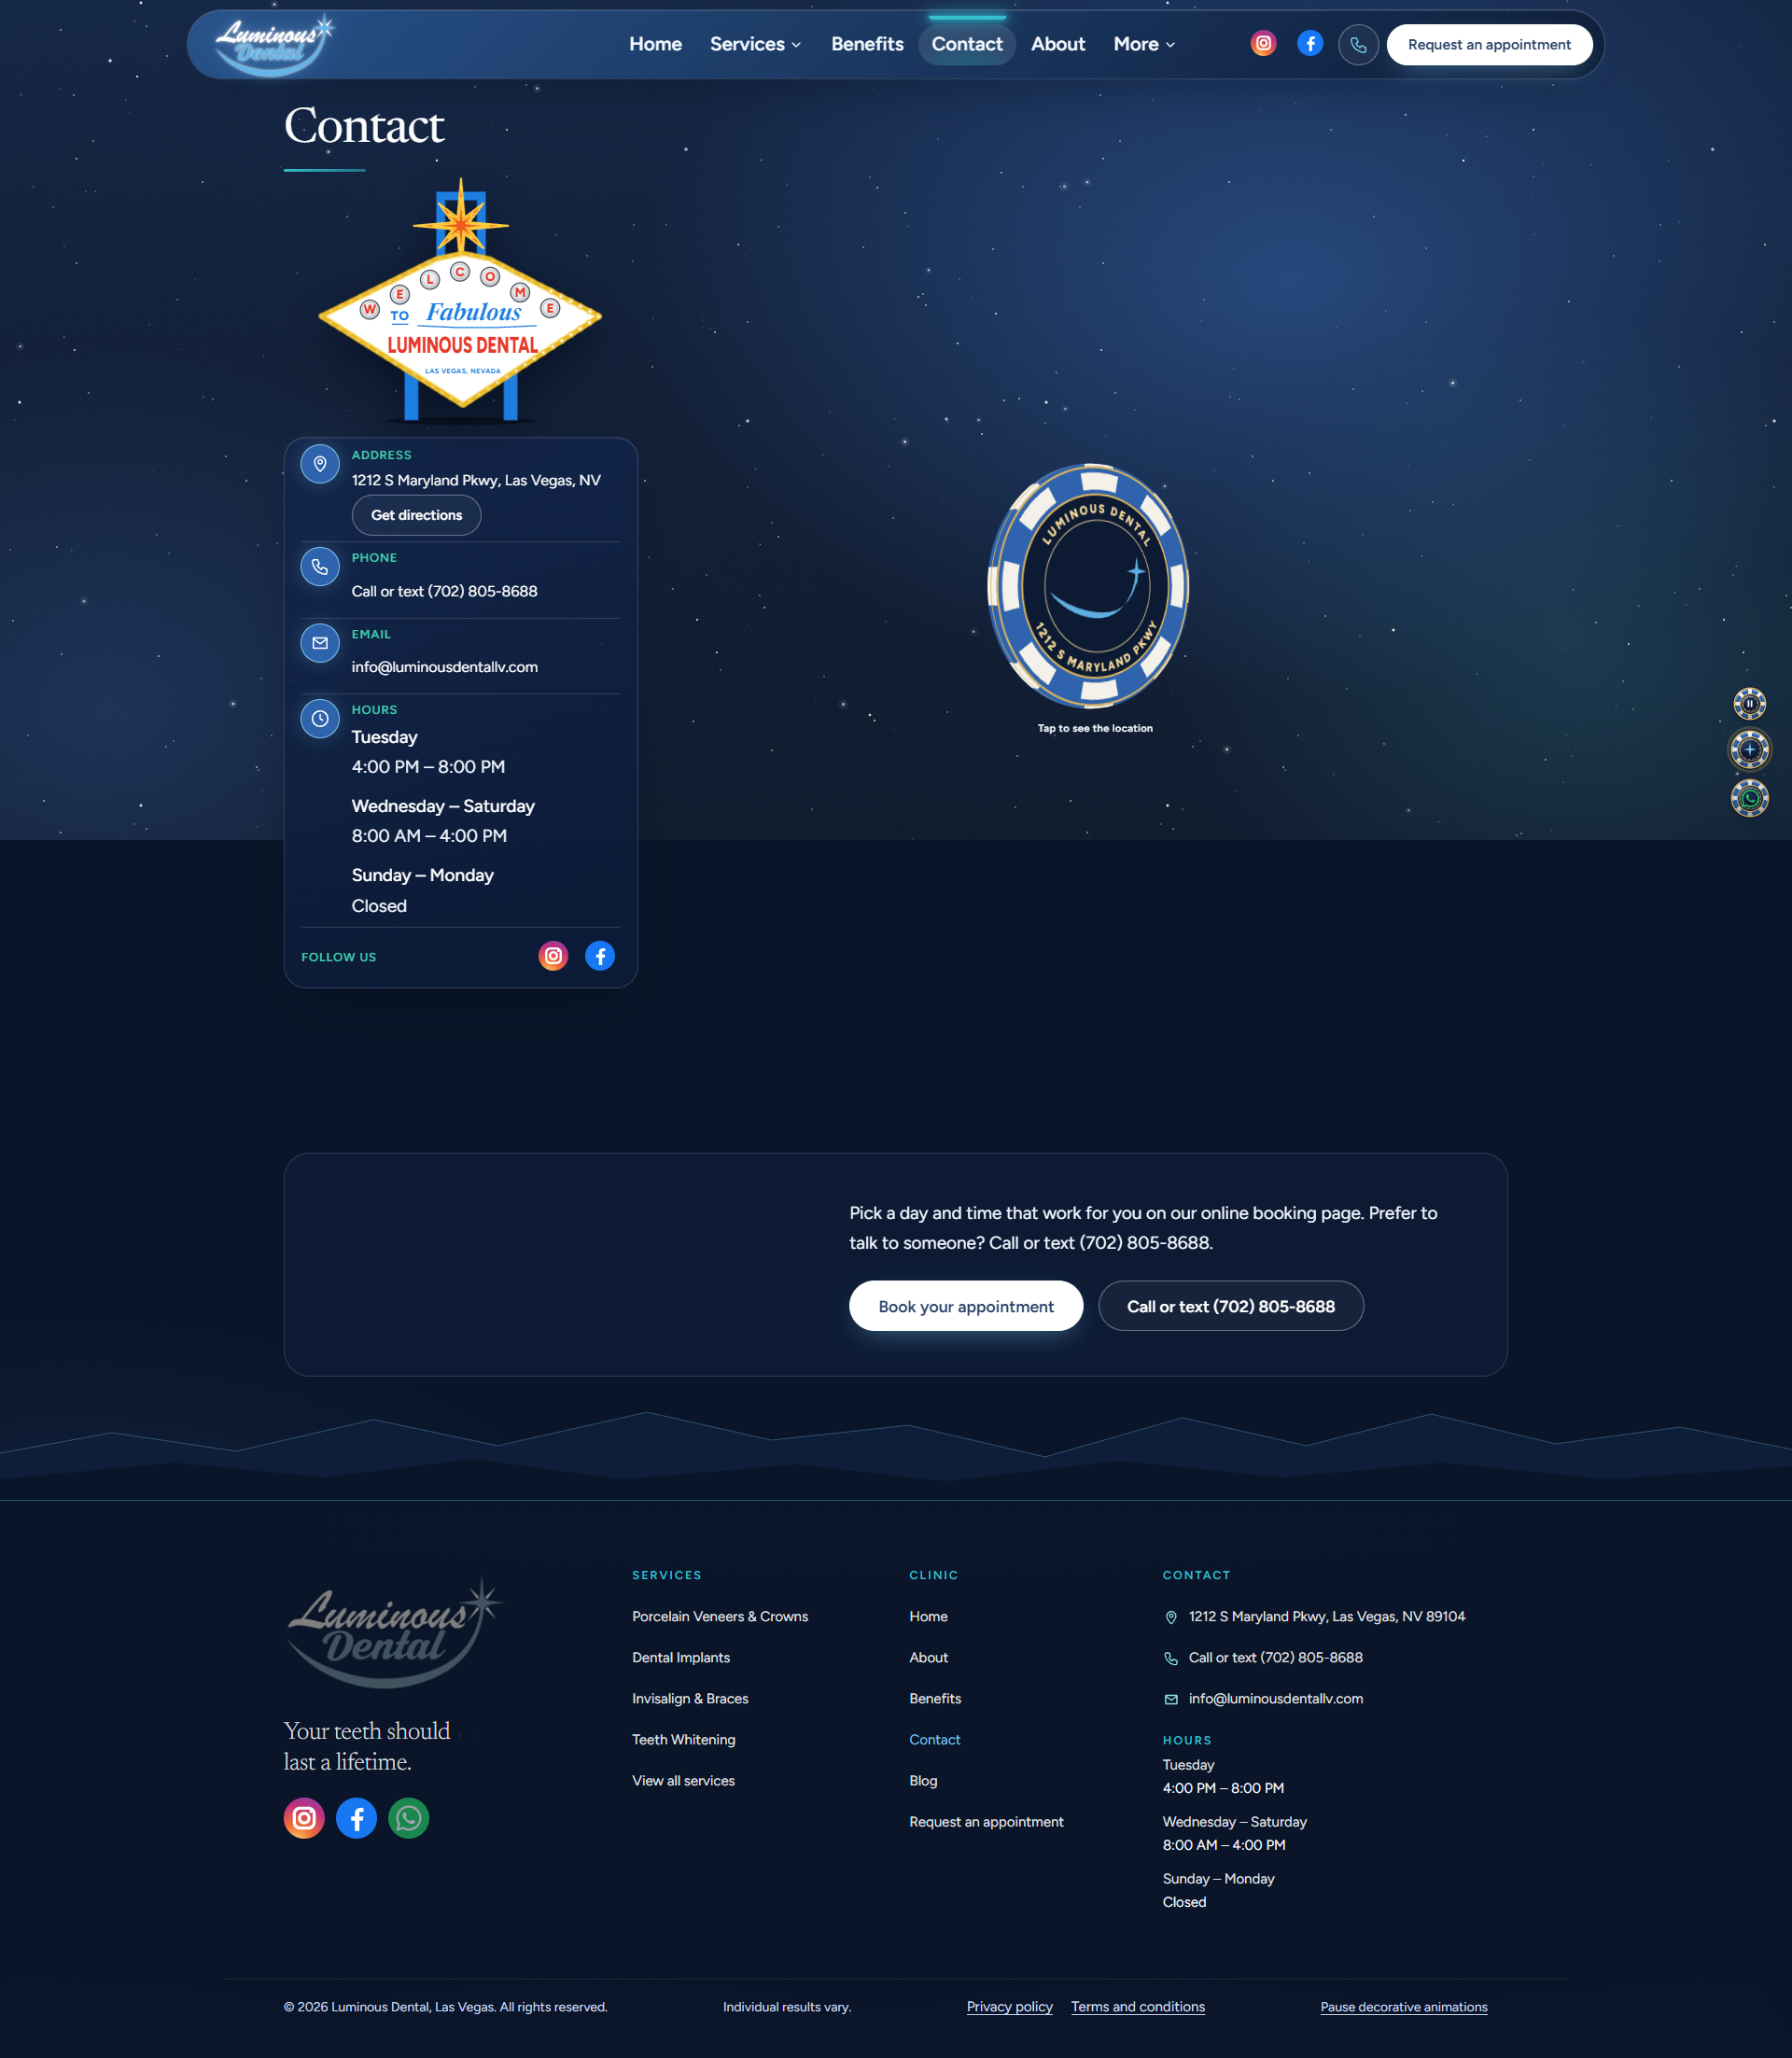 Luminous
Dental
Home
Services
Benefits
Contact
About
More
Request an appointment
Contact
WELCOME
TO Fabulous
LUMINOUS DENTAL
LAS VEGAS, NEVADA
ADDRESS
1212 S Maryland Pkwy, Las Vegas, NV
Get directions
PHONE
Call or text (702) 805-8688
EMAIL
info@luminousdentallv.com
HOURS
Tuesday
4:00 PM – 8:00 PM
Wednesday – Saturday
8:00 AM – 4:00 PM
Sunday – Monday
Closed
FOLLOW US
LUMINOUS DENTAL
1212 S MARYLAND PKWY
Tap to see the location
Pick a day and time that work for you on our online booking page. Prefer to
talk to someone? Call or text (702) 805-8688.
Book your appointment
Call or text (702) 805-8688
Luminous
Dental
Your teeth should
last a lifetime.
SERVICES
Porcelain Veneers & Crowns
Dental Implants
Invisalign & Braces
Teeth Whitening
View all services
CLINIC
Home
About
Benefits
Contact
Blog
Request an appointment
CONTACT
1212 S Maryland Pkwy, Las Vegas, NV 89104
Call or text (702) 805-8688
info@luminousdentallv.com
HOURS
Tuesday
4:00 PM – 8:00 PM
Wednesday – Saturday
8:00 AM – 4:00 PM
Sunday – Monday
Closed
© 2026 Luminous Dental, Las Vegas. All rights reserved.
Individual results vary.
Privacy policy
Terms and conditions
Pause decorative animations